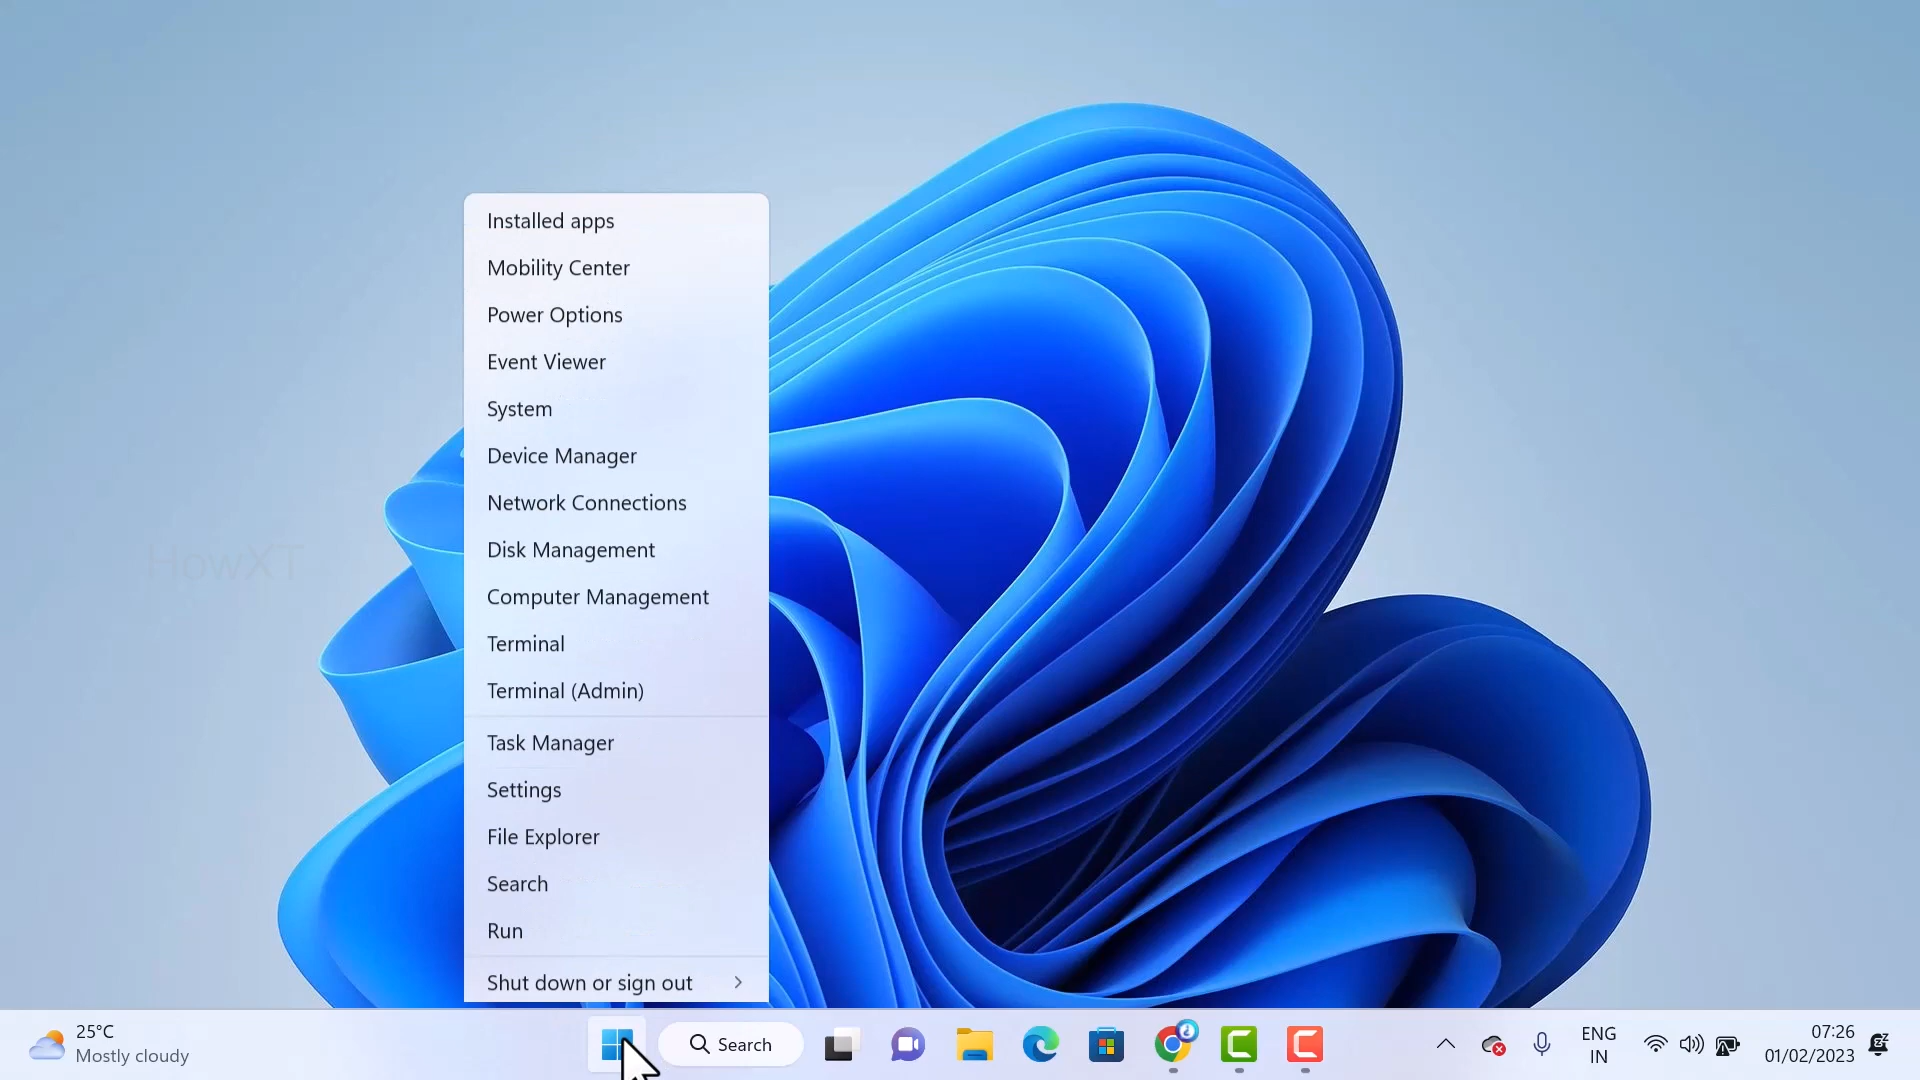 Installed apps
Mobility Center
Power Options
Event Viewer
System
Device Manager
Network Connections
Disk Management
HowXT
Computer Management
Terminal
Terminal (Admin)
Task Manager
Settings
File Explorer
Search
Run
Shut down or sign out
25°C
Mostly cloudy
Search
ENG
IN
07:26
01/02/2023